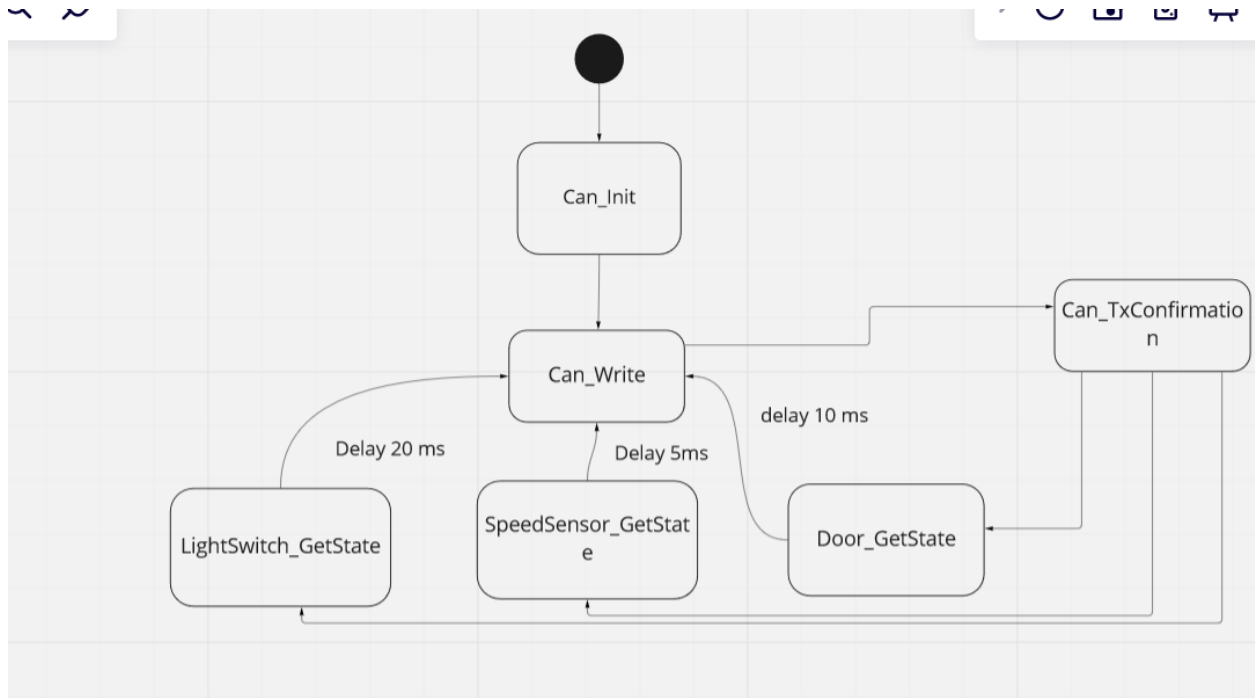 Can_Init
Can_TxConfirmatio
n
Can_Write
delay 10 ms
Delay 20 ms
Delay 5ms
SpeedSensor_GetStat
e
LightSwitch_GetState
Door_GetState